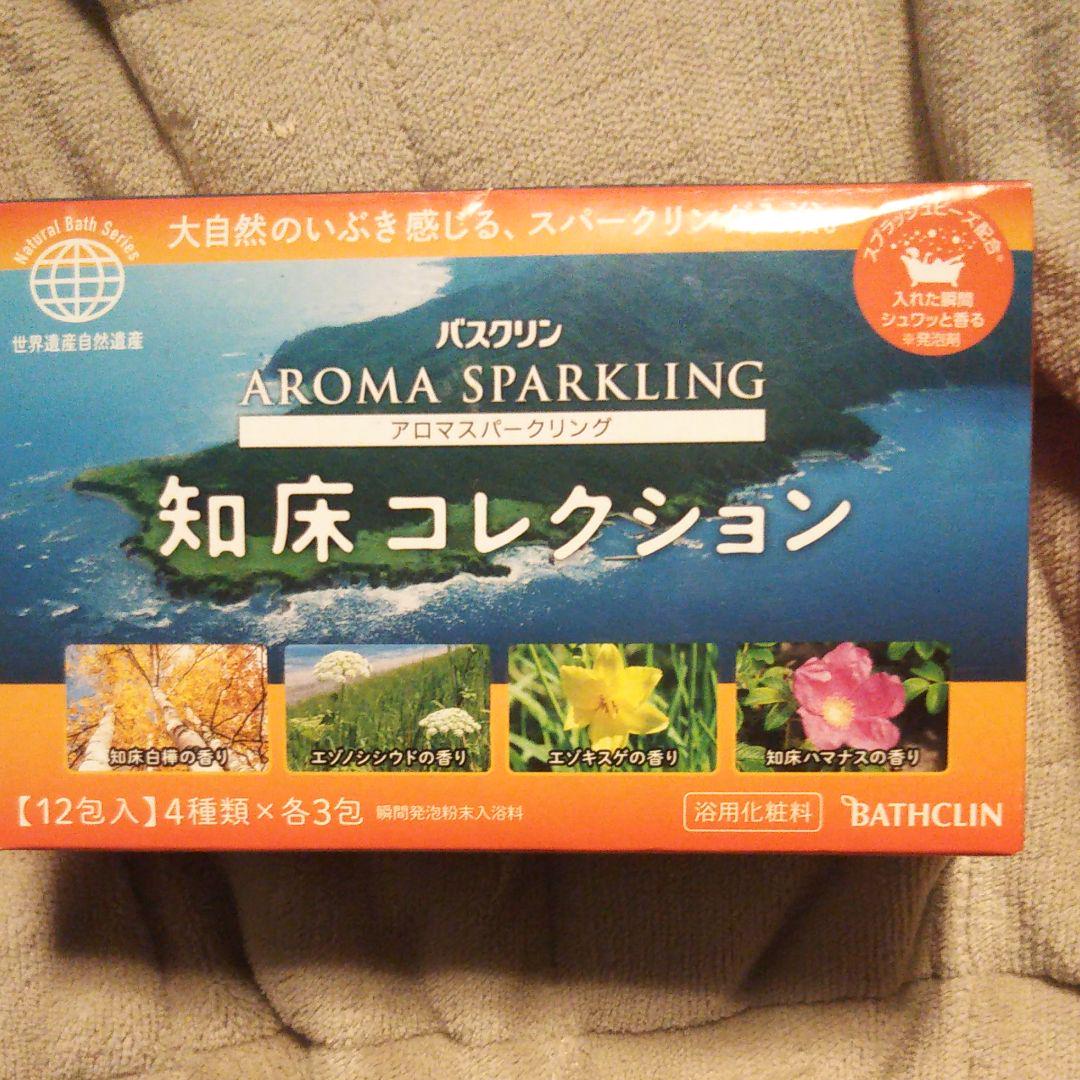 Natural Bath Series
世界遺産自然遺産
大自然のいぶき感じる、スパークリン
スプラッシュビーズ配合※
入れた瞬間
シュワッと香る
※発泡剤
バスクリン
AROMA SPARKLING
アロマスパークリング
知床コレクション
知床白樺の香り
エゾノシシウドの香り
エゾキスゲの香り
知床ハマナスの香り
【12包入】4種類×各3包 瞬間発泡粉末入浴料
浴用化粧料
BATHCLIN